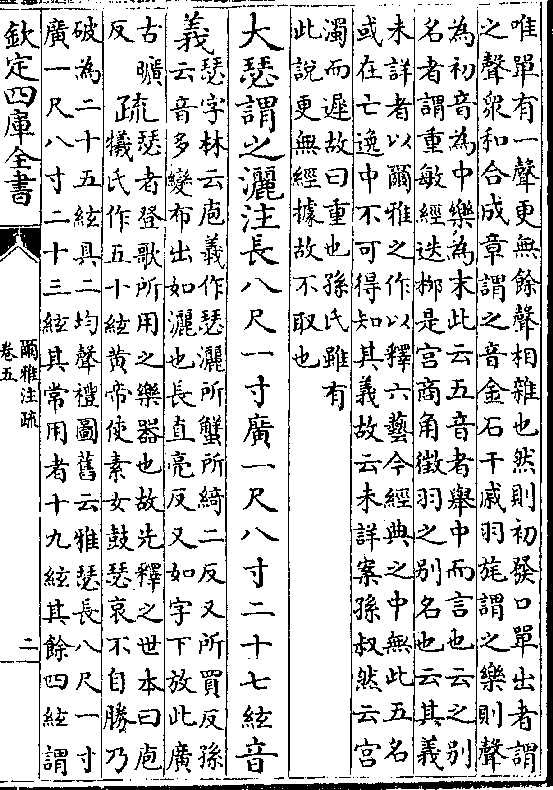 唯單有一聲更無餘聲相雜也然則初發口單出者謂
之聲衆和合成章謂之音金石干戚羽旄謂之樂則聲
為初音為中樂為末此云五音者舉中而言也云之別
名者謂重敏經迭栁是宮商角徵羽之别名也云其義
未詳者以爾雅之作以釋六藝今經典之中無此五名
或在亡逸中不可得知其義故云未詳案孫叔然云宮
濁而遲故曰重也孫氏雖有
此說更無經據故不取也
大瑟謂之灑注長八尺一寸廣一尺八寸二十七絃音
義
瑟字林云庖羲作瑟灑所蟹所綺二反又所買反孫
云音多變布出如灑也長直亮反又如字下放此廣
古曠
反
疏
瑟者登歌所用之樂器也故先釋之世本曰庖
犧氏作五十絃黄帝使素女鼓瑟哀不自勝乃
破為二十五絃具二均聲禮圖舊云雅瑟長八尺一寸
廣一尺八寸二十三絃其常用者十九絃其餘四絃謂
欽定四庫全書
爾雅注疏
卷五
二